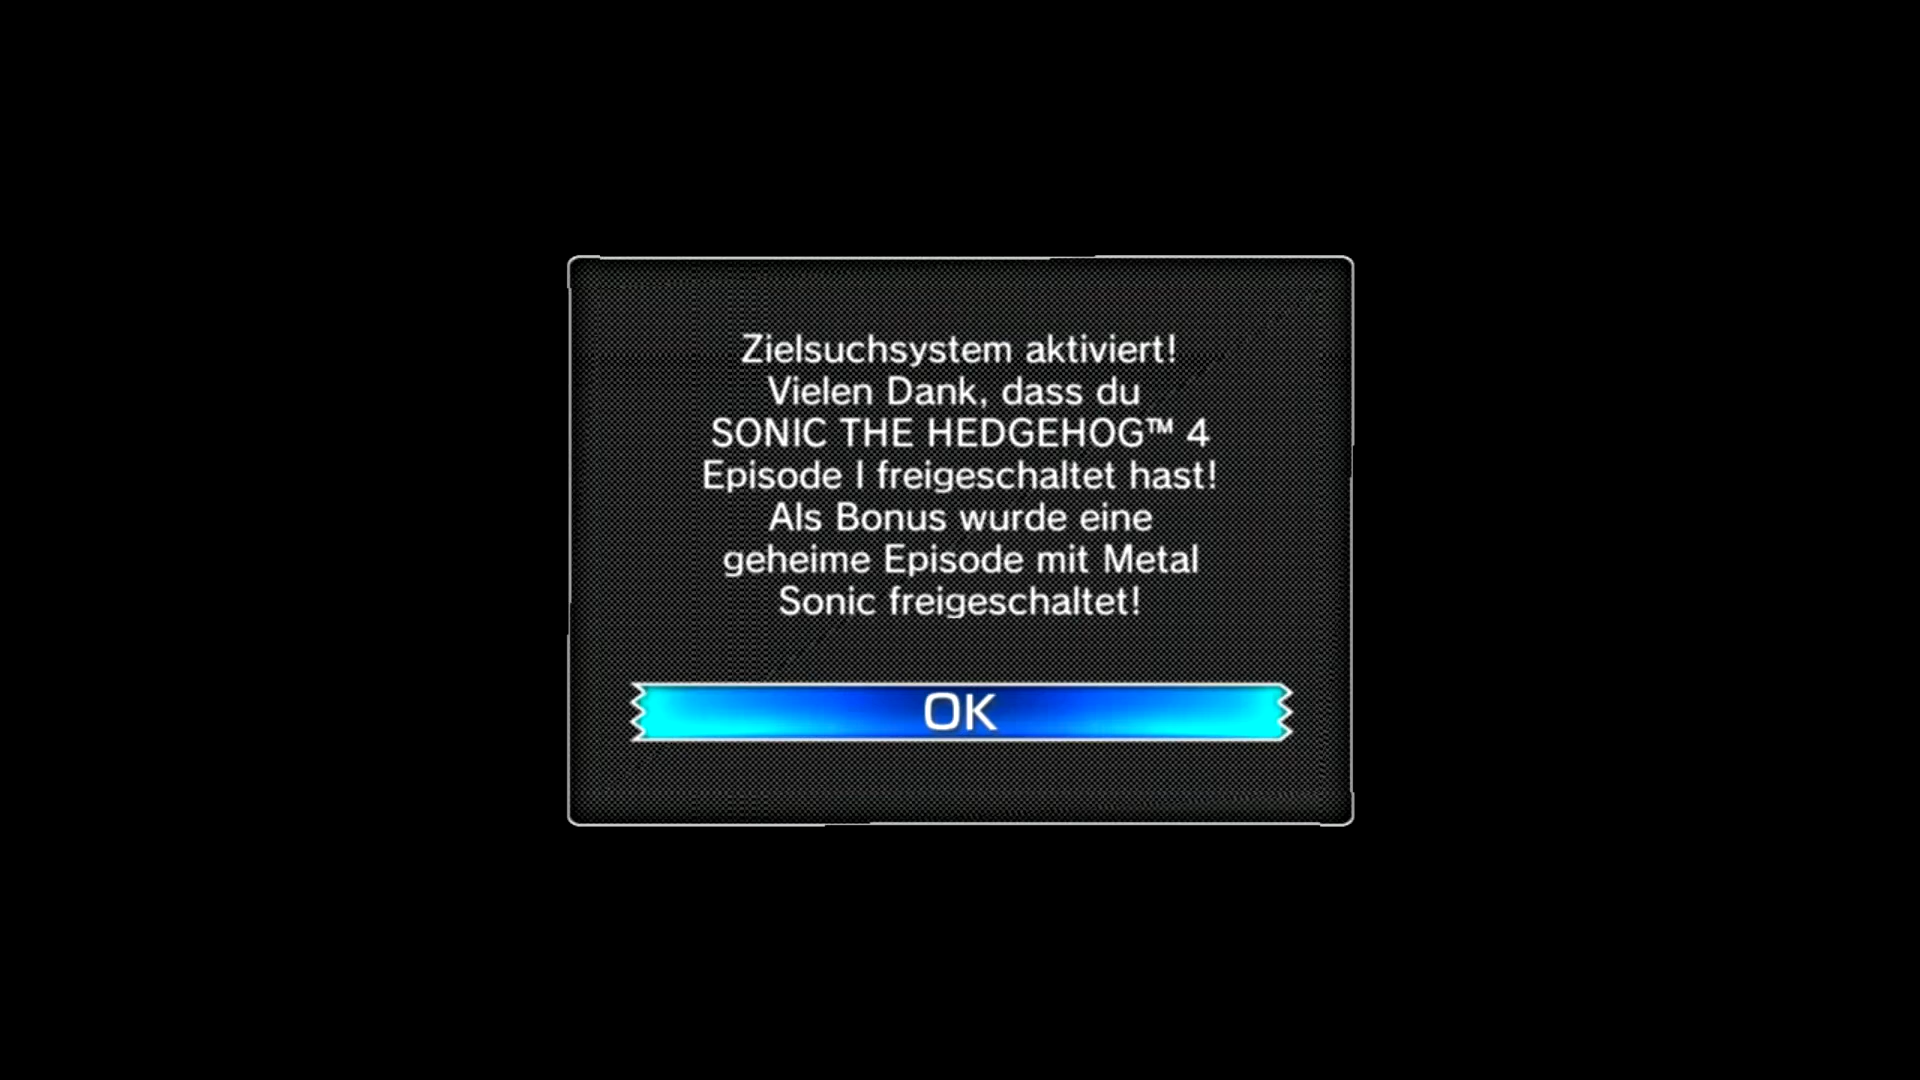 Zielsuchsystem aktiviert!
Vielen Dank, dass du
SONIC THE HEDGEHOG™ 4
Episode I freigeschaltet hast!
Als Bonus wurde eine
geheime Episode mit Metal
Sonic freigeschaltet!
OK